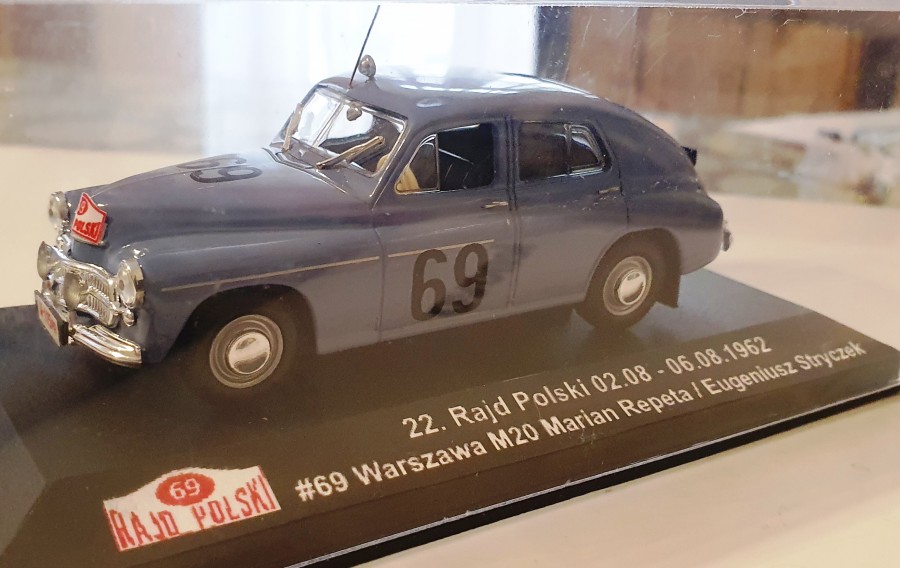 69
POLSKI
69
22. Rajd Polski 02.08 - 06.08.1962
#69 Warszawa M20 Marian Repeta / Eugeniusz Stryczek
69
RAJD POLSKI